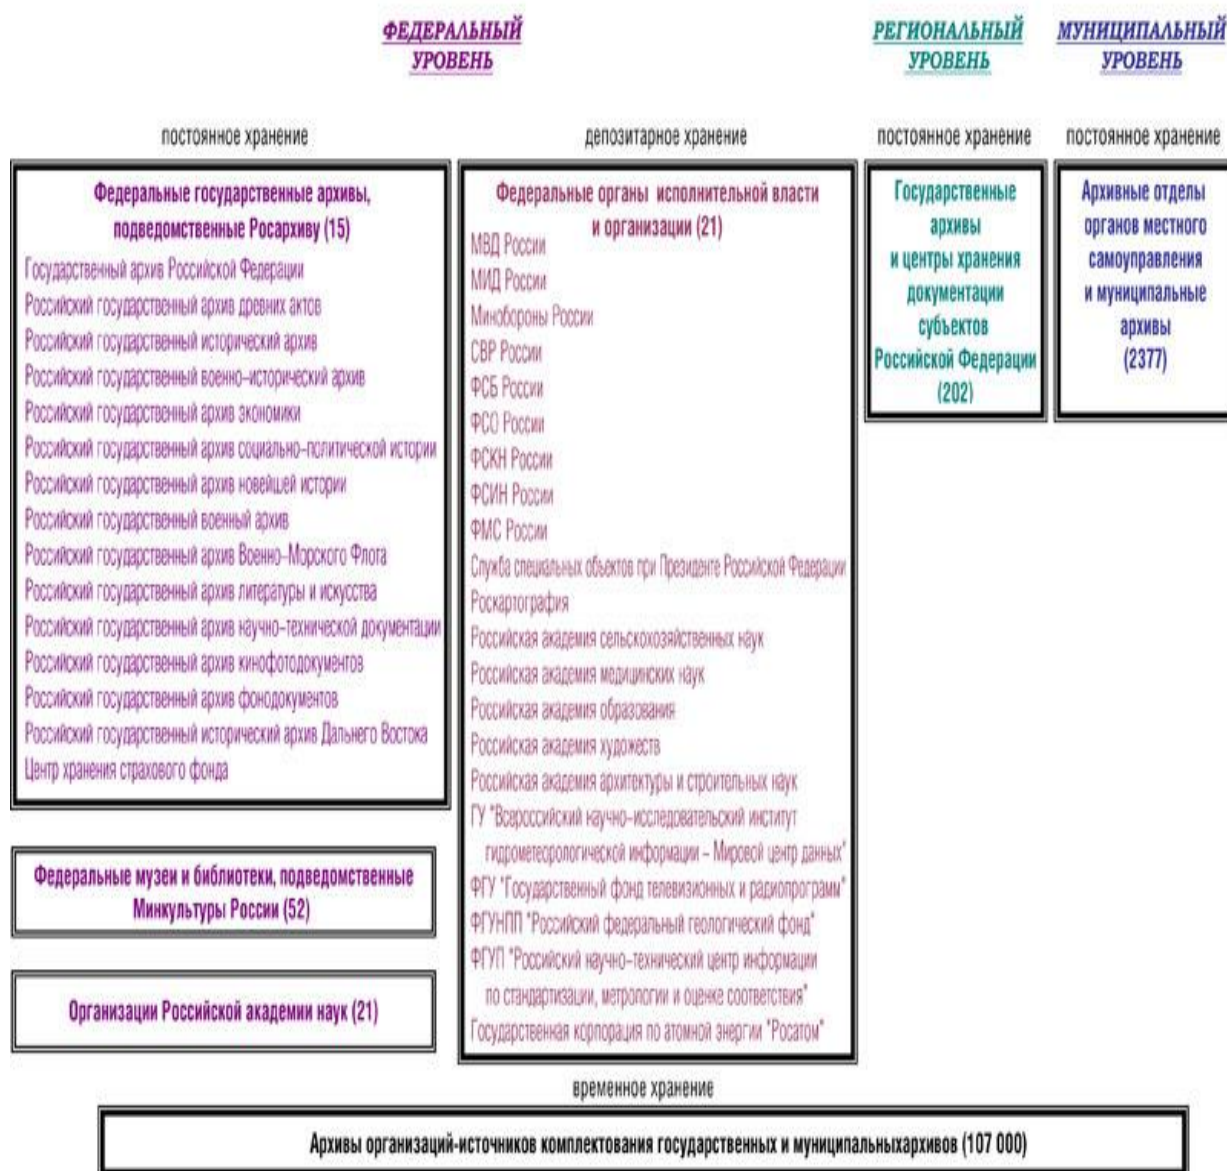 ФЕДЕРАЛЬНЫЙ
УРОВЕНЬ
РЕГИОНАЛЬНЫЙ
УРОВЕНЬ
МУНИЦИПАЛЬНЫЙ
УРОВЕНЬ
постоянное хранение
Федеральные государственные архивы,
подведомственные Росархиву (15)
Государственный архив Российской Федерации
Российский государственный архив древних актов
Российский государственный исторический архив
Российский государственный военно-исторический архив
Российский государственный архив экономики
Российский государственный архив социально-политической истории
Российский государственный архив новейшей истории
Российский государственный военный архив
Российский государственный архив Военно-Морского Флота
Российский государственный архив литературы и искусства
Российский государственный архив научно-технической документации
Российский государственный архив кинофотодокументов
Российский государственный архив фонодокументов
Российский государственный исторический архив Дальнего Востока
Центр хранения страхового фонда
Федеральные музеи и библиотеки, подведомственные
Минкультуры России (52)
Организации Российской академии наук (21)
депозитарное хранение
Федеральные органы исполнительной власти
и организации (21)
МВД России
МИД России
Минобороны России
СВР России
ФСБ России
ФСО России
ФСКН России
ФСИН России
ФМС России
Служба специальных объектов при Президенте Российской Федерации
Роскартография
Российская академия сельскохозяйственных наук
Российская академия медицинских наук
Российская академия образования
Российская академия художеств
Российская академия архитектуры и строительных наук
ГУ "Всероссийский научно-исследовательский институт
гидрометеорологической информации – Мировой центр данных"
ФГУ "Государственный фонд телевизионных и радиопрограмм"
ФГУНПП "Российский федеральный геологический фонд"
ФГУП "Российский научно-технический центр информации
по стандартизации, метрологии и оценке соответствия"
Государственная корпорация по атомной энергии "Росатом"
постоянное хранение
Государственные
архивы
и центры хранения
документации
субъектов
Российской Федерации
(202)
постоянное хранение
Архивные отделы
органов местного
самоуправления
и муниципальные
архивы
(2377)
временное хранение
Архивы организаций-источников комплектования государственных и муниципальныхархивов (107 000)